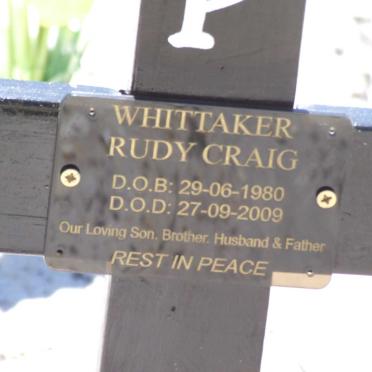 WHITTAKER
RUDY CRAIG
D.O.B: 29-06-1980
D.O.D: 27-09-2009
Our Loving Son, Brother, Husband & Father
REST IN PEACE